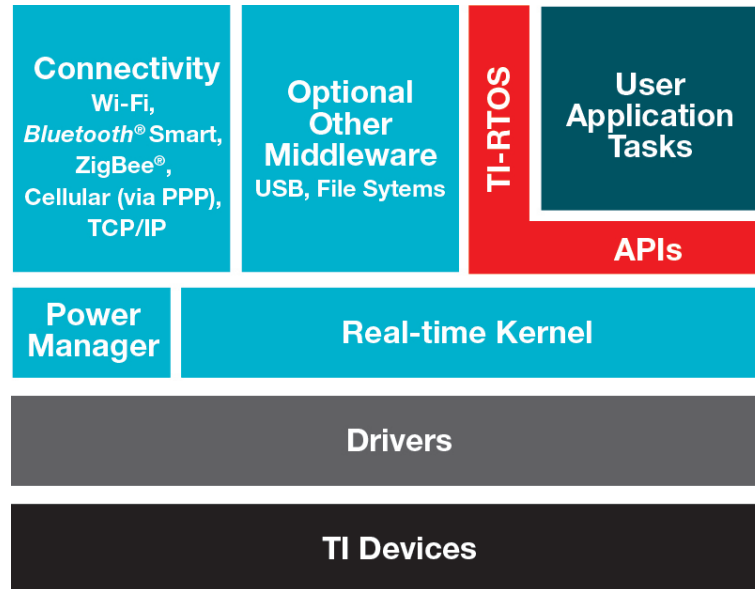 Connectivity
Wi-Fi,
Bluetooth® Smart,
ZigBee®,
Cellular (via PPP),
TCP/IP
Optional
Other
Middleware
USB, File Sytems
TI-RTOS
User
Application
Tasks
APIs
Power
Manager
Real-time Kernel
Drivers
TI Devices